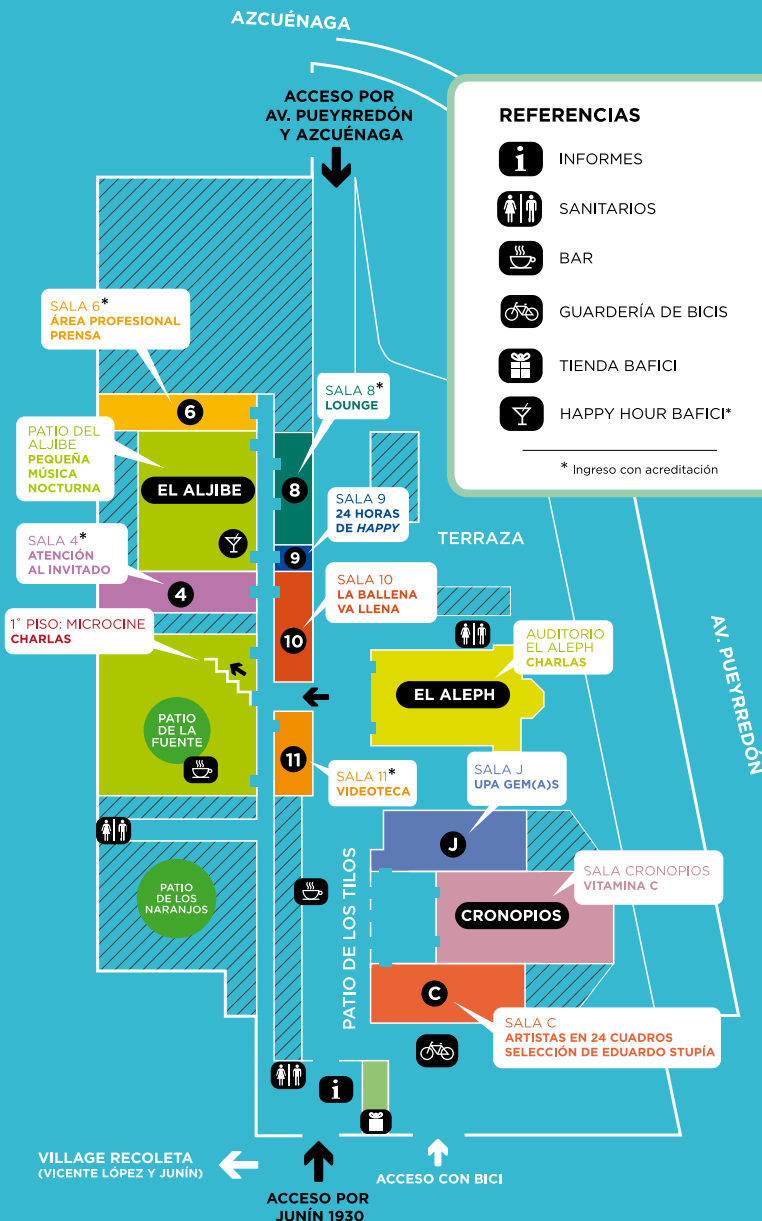 AZCUÉNAGA
ACCESO POR
AV. PUEYRREDÓN
Y AZCUÉNAGA
REFERENCIAS
i
INFORMES
SANITARIOS
BAR
GUARDERÍA DE BICIS
TIENDA BAFICI
HAPPY HOUR BAFICI*
* Ingreso con acreditación
SALA 6*
ÁREA PROFESIONAL
PRENSA
6
SALA 8*
LOUNGE
PATIO DEL
ALJIBE
PEQUEÑA
MÚSICA
NOCTURNA
EL ALJIBE
8
SALA 9
24 HORAS
DE HAPPY
9
TERRAZA
SALA 4*
ATENCIÓN
AL INVITADO
4
SALA 10
LA BALLENA
VA LLENA
10
1° PISO: MICROCINE
CHARLAS
AUDITORIO
EL ALEPH
CHARLAS
EL ALEPH
AV. PUEYRREDÓN
PATIO
DE LA
FUENTE
11
SALA 11*
VIDEOTECA
SALA J
UPA GEM(A)S
J
PATIO
DE LOS
NARANJOS
PATIO DE LOS TILOS
SALA CRONOPIOS
VITAMINA C
CRONOPIOS
C
SALA C
ARTISTAS EN 24 CUADROS
SELECCIÓN DE EDUARDO STUPÍA
i
VILLAGE RECOLETA
(VICENTE LÓPEZ Y JUNÍN)
ACCESO CON BICI
ACCESO POR
JUNÍN 1930